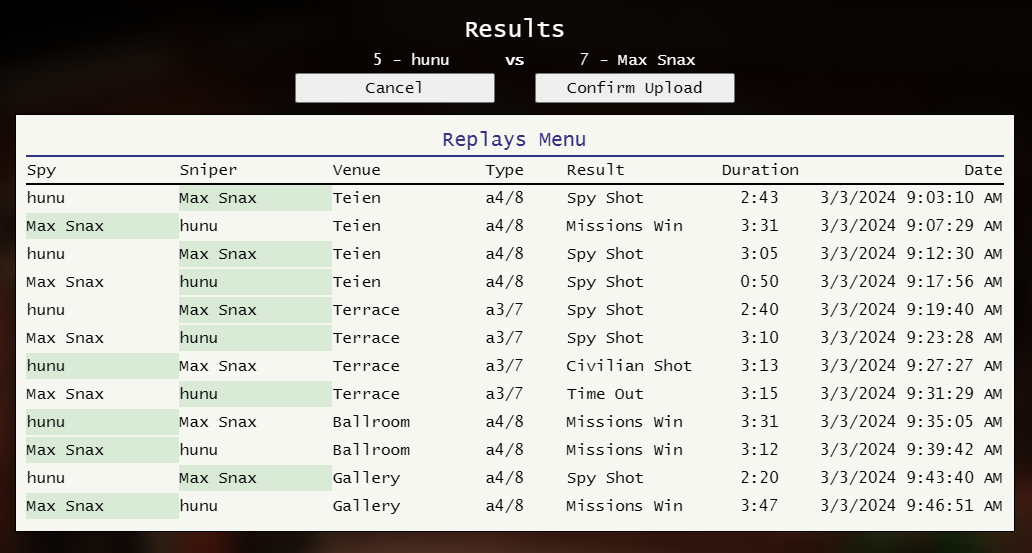 Results
5 - hunu vs 7 - Max Snax
Cancel Confirm Upload
Replays Menu
Spy Sniper Venue Type Result Duration Date
hunu Max Snax Teien a4/8 Spy Shot 2:43 3/3/2024 9:03:10 AM
Max Snax hunu Teien a4/8 Missions Win 3:31 3/3/2024 9:07:29 AM
hunu Max Snax Teien a4/8 Spy Shot 3:05 3/3/2024 9:12:30 AM
Max Snax hunu Teien a4/8 Spy Shot 0:50 3/3/2024 9:17:56 AM
hunu Max Snax Terrace a3/7 Spy Shot 2:40 3/3/2024 9:19:40 AM
Max Snax hunu Terrace a3/7 Spy Shot 3:10 3/3/2024 9:23:28 AM
hunu Max Snax Terrace a3/7 Civilian Shot 3:13 3/3/2024 9:27:27 AM
Max Snax hunu Terrace a3/7 Time Out 3:15 3/3/2024 9:31:29 AM
hunu Max Snax Ballroom a4/8 Missions Win 3:31 3/3/2024 9:35:05 AM
Max Snax hunu Ballroom a4/8 Missions Win 3:12 3/3/2024 9:39:42 AM
hunu Max Snax Gallery a4/8 Spy Shot 2:20 3/3/2024 9:43:40 AM
Max Snax hunu Gallery a4/8 Missions Win 3:47 3/3/2024 9:46:51 AM